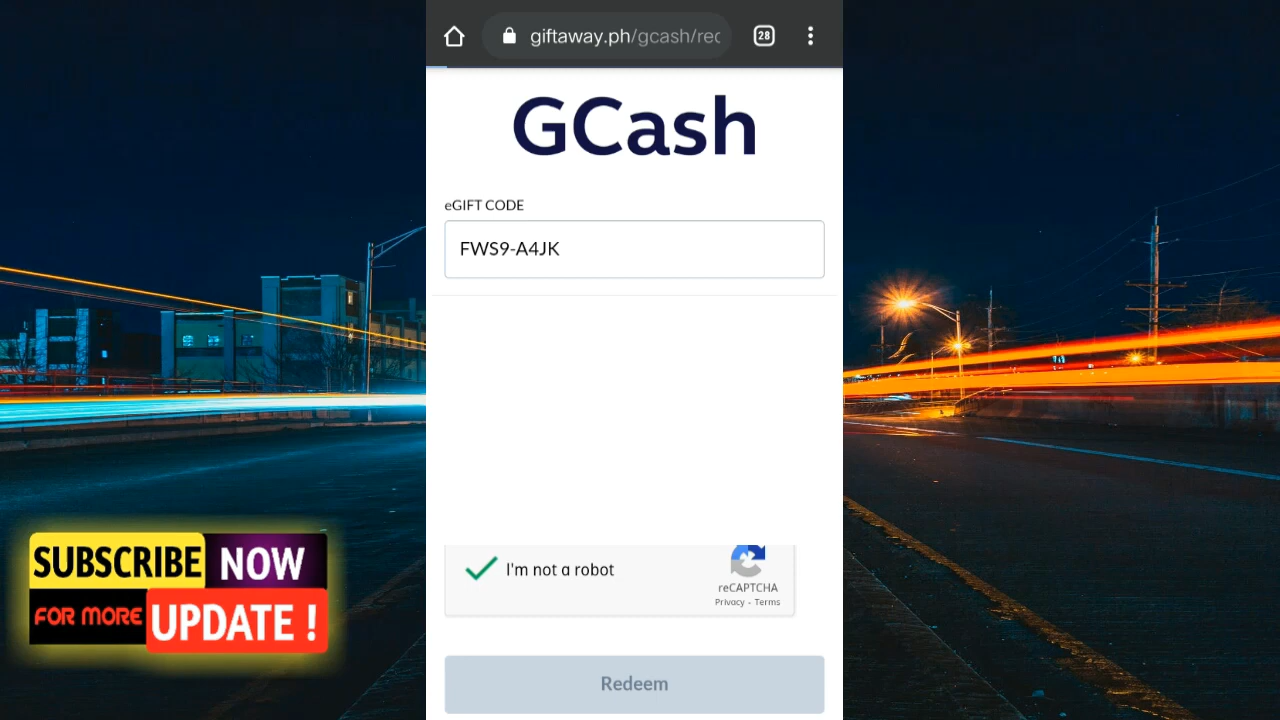 28
giftaway.ph/gcash/rec
GCash
eGIFT CODE
FWS9-A4JK
I'm not a robot
reCAPTCHA
Privacy - Terms
Redeem
SUBSCRIBE NOW
FOR MORE UPDATE !